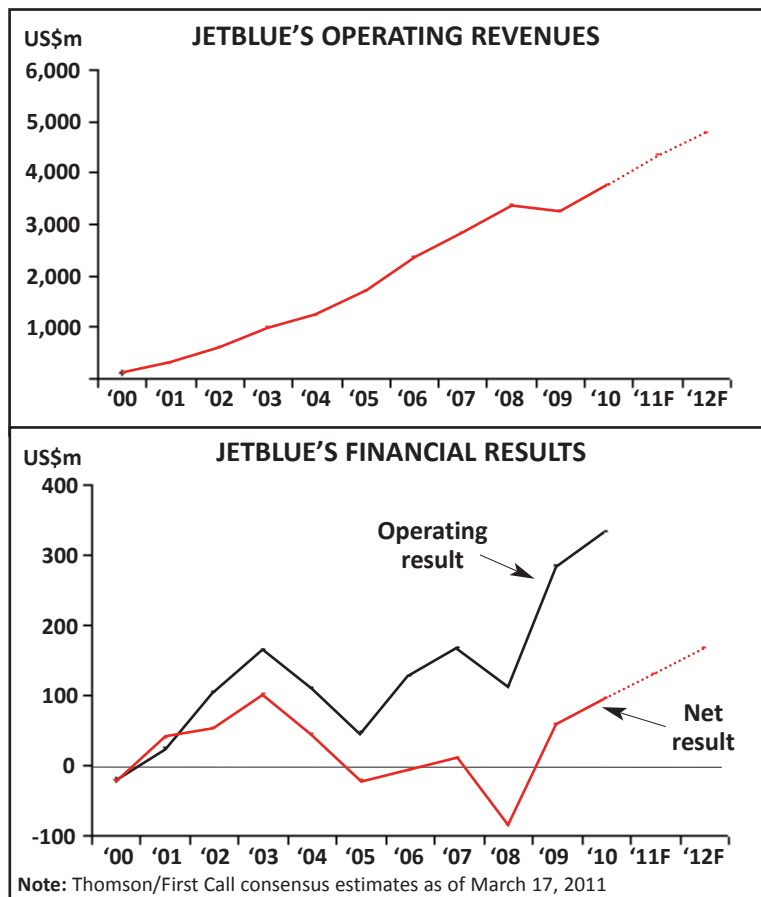 JETBLUE'S OPERATING REVENUES
US$m
6,000
5,000
4,000
3,000
2,000
1,000
‘00 ‘01 ‘02 ‘03 ‘04 ‘05 ‘06 ‘07 ‘08 ‘09 ‘10 ‘11F ‘12F
JETBLUE’S FINANCIAL RESULTS
US$m
400
300
200
100
0
-100
Operating
result
Net
result
‘00 ‘01 ‘02 ‘03 ‘04 ‘05 ‘06 ‘07 ‘08 ‘09 ‘10 ‘11F ‘12F
Note: Thomson/First Call consensus estimates as of March 17, 2011